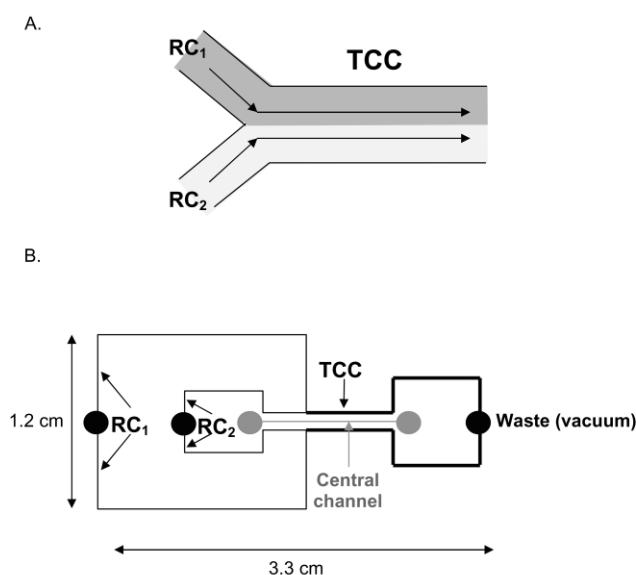 A.
RC₁
TCC
RC₂
B.
TCC
1.2 cm
RC₁
RC₂
Waste (vacuum)
Central
channel
3.3 cm